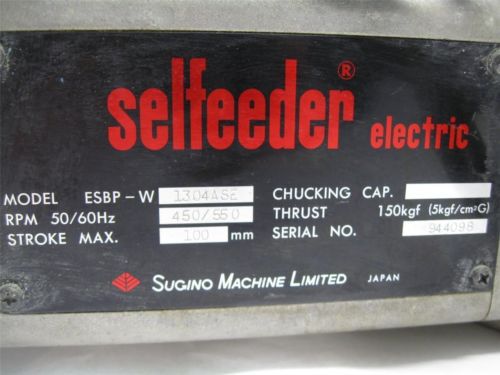 selfeeder® electric
MODEL ESBP-W 1304ASE CHUCKING CAP.
RPM 50/60Hz 450/550 THRUST 150kgf (5kgf/cm²G)
STROKE MAX. 100 mm SERIAL NO. 944098
SUGINO MACHINE LIMITED JAPAN